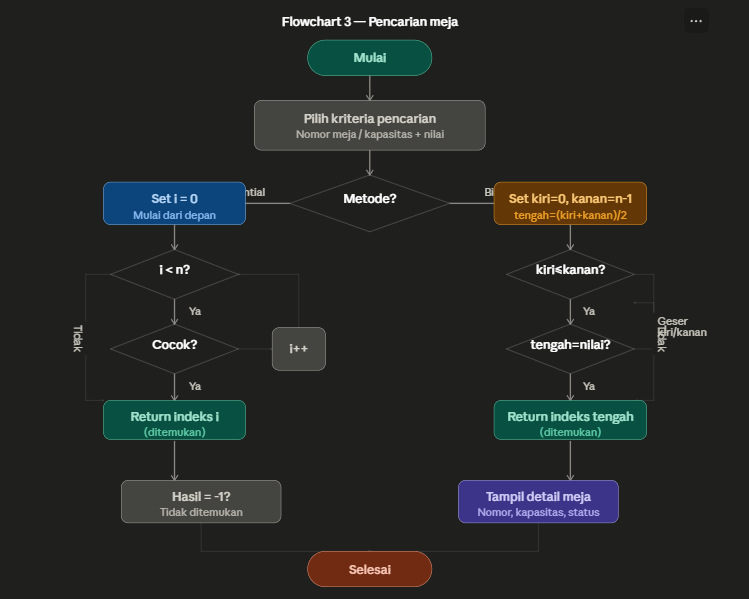 Flowchart 3 — Pencarian meja
Mulai
Pilih kriteria pencarian
Nomor meja / kapasitas + nilai
Metode?
Set i = 0
Mulai dari depan
Set kiri=0, kanan=n-1
tengah=(kiri+kanan)/2
i < n?
kiri≤kanan?
Ya
Ya
Tidak
Cocok?
i++
tengah=nilai?
Geser
kiri/kanan
Tidak
Ya
Ya
Return indeks i
(ditemukan)
Return indeks tengah
(ditemukan)
Hasil = -1?
Tidak ditemukan
Tampil detail meja
Nomor, kapasitas, status
Selesai